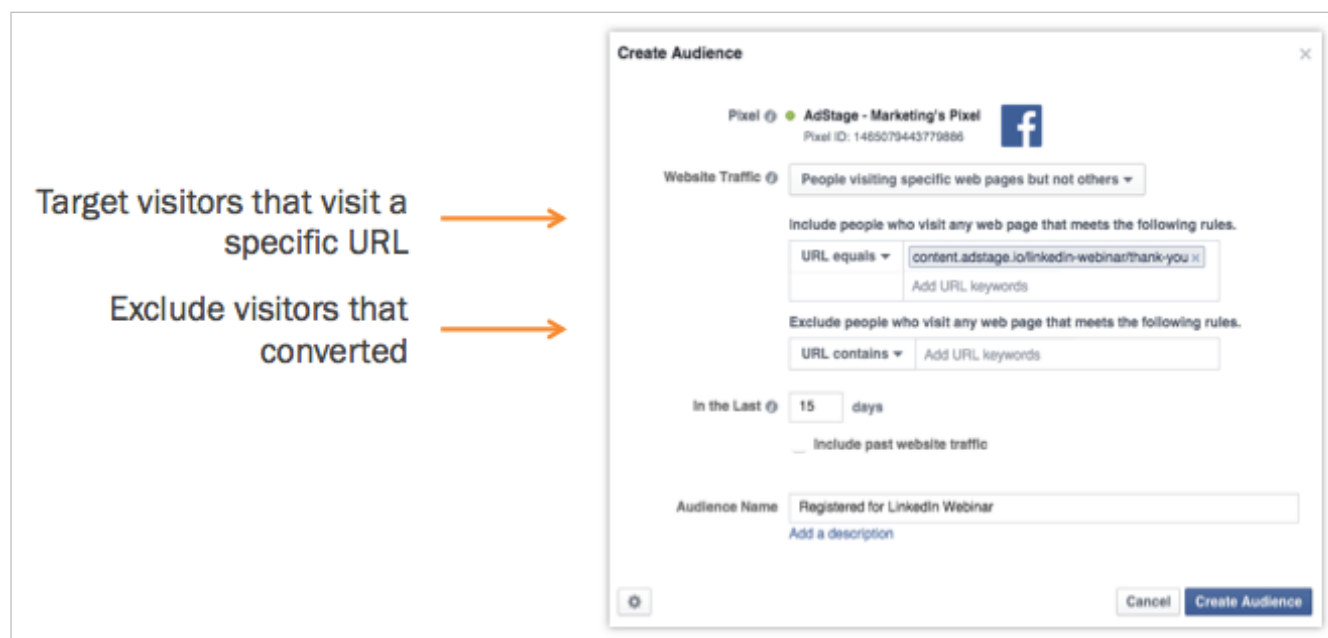 Create Audience
Pixel
AdStage - Marketing's Pixel
Pixel ID: 1465079443779886
Target visitors that visit a
specific URL
Website Traffic
People visiting specific web pages but not others
Include people who visit any web page that meets the following rules.
URL equals
content.adstage.io/linkedin-webinar/thank-you
Add URL keywords
Exclude visitors that
converted
Exclude people who visit any web page that meets the following rules.
URL contains
Add URL keywords
In the Last
15
days
Include past website traffic
Audience Name
Registered for LinkedIn Webinar
Add a description
Cancel
Create Audience